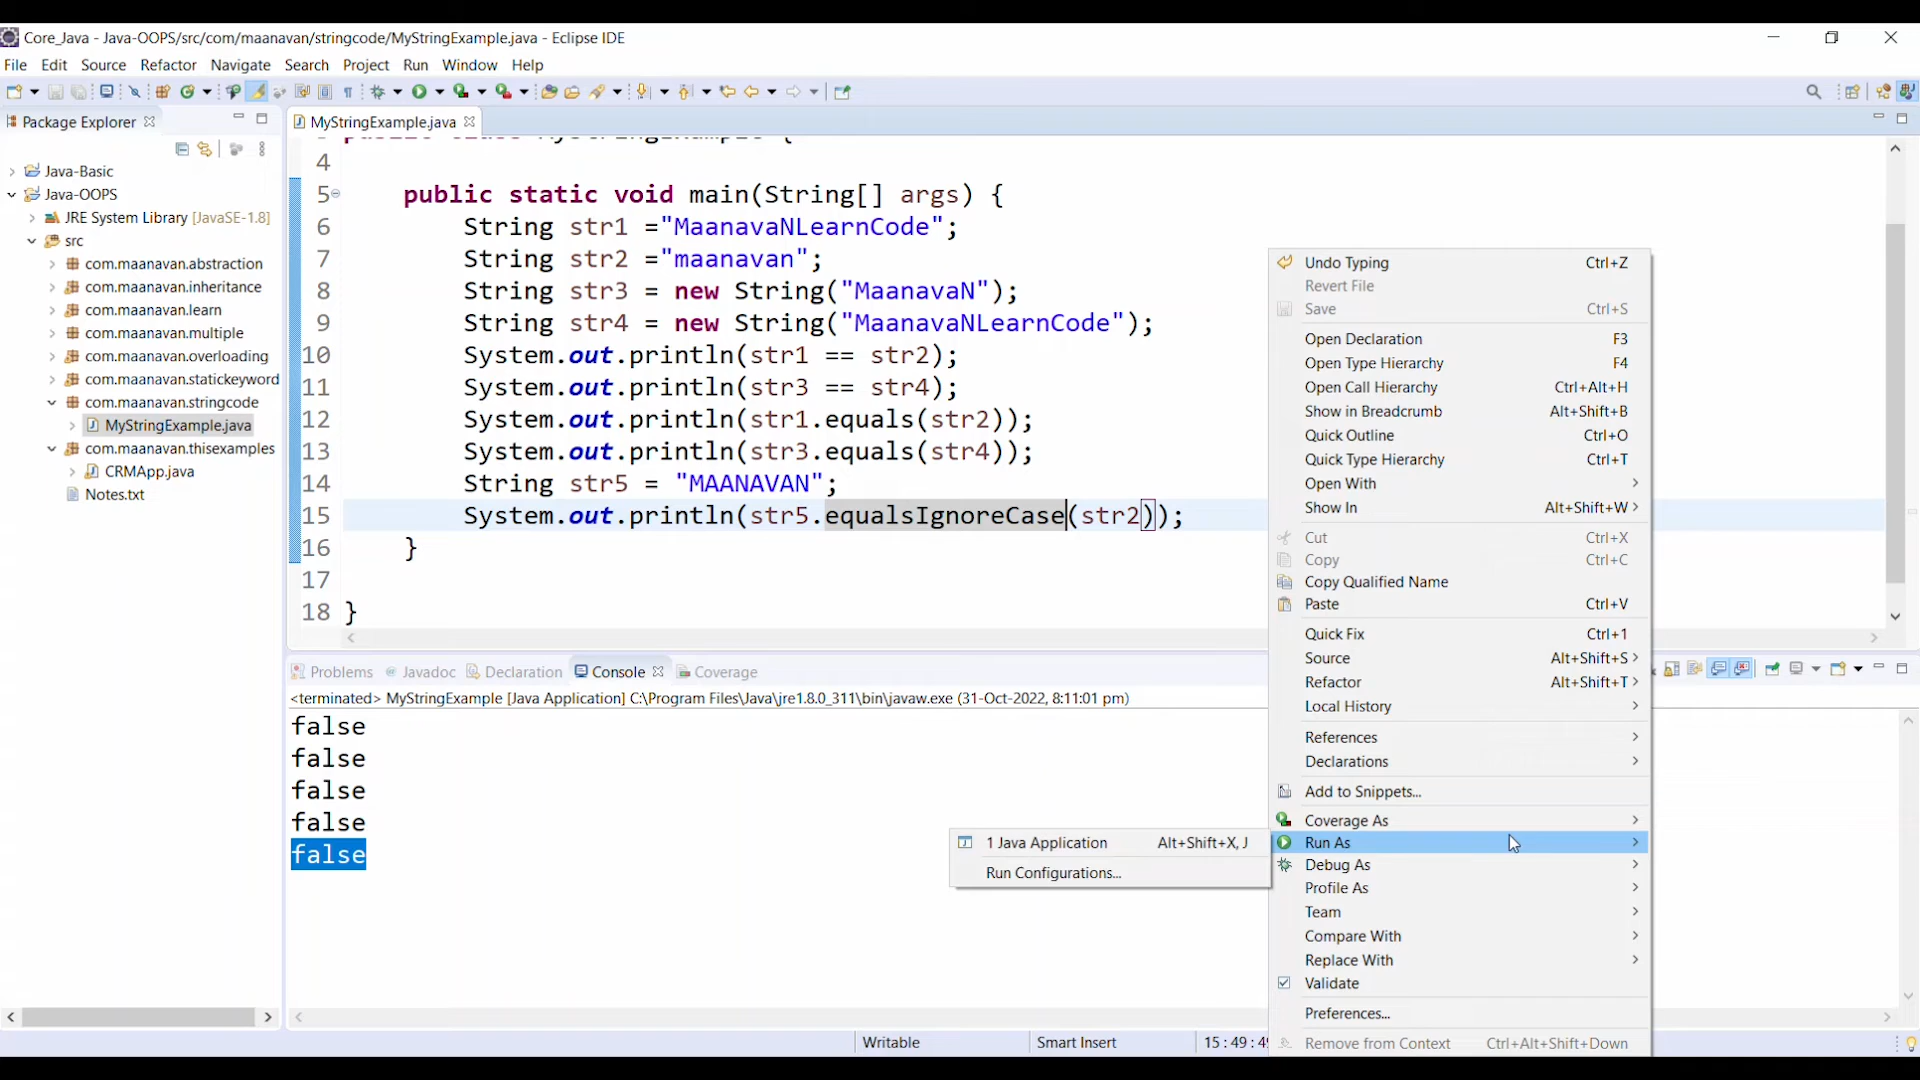 Core_Java - Java-OOPS/src/com/maanavan/stringcode/MyStringExample.java - Eclipse IDE
File Edit Source Refactor Navigate Search Project Run Window Help
Package Explorer
Java-Basic
Java-OOPS
JRE System Library [JavaSE-1.8]
src
com.maanavan.abstraction
com.maanavan.inheritance
com.maanavan.learn
com.maanavan.multiple
com.maanavan.overloading
com.maanavan.statickeyword
com.maanavan.stringcode
MyStringExample.java
com.maanavan.thisexamples
CRMApp.java
Notes.txt
MyStringExample.java
4
5 public static void main(String[] args) {
6 String str1 ="MaanavaNLearnCode";
7 String str2 ="maanavan";
8 String str3 = new String("MaanavaN");
9 String str4 = new String("MaanavaNLearnCode");
10 System.out.println(str1 == str2);
11 System.out.println(str3 == str4);
12 System.out.println(str1.equals(str2));
13 System.out.println(str3.equals(str4));
14 String str5 = "MAANAVAN";
15 System.out.println(str5.equalsIgnoreCase(str2));
16 }
17
18 }
Problems Javadoc Declaration Console Coverage
<terminated> MyStringExample [Java Application] C:\Program Files\Java\jre1.8.0_311\bin\javaw.exe (31-Oct-2022, 8:11:01 pm)
false
false
false
false
false
Undo Typing Ctrl+Z
Revert File
Save Ctrl+S
Open Declaration F3
Open Type Hierarchy F4
Open Call Hierarchy Ctrl+Alt+H
Show in Breadcrumb Alt+Shift+B
Quick Outline Ctrl+O
Quick Type Hierarchy Ctrl+T
Open With
Show In Alt+Shift+W
Cut Ctrl+X
Copy Ctrl+C
Copy Qualified Name
Paste Ctrl+V
Quick Fix Ctrl+1
Source Alt+Shift+S
Refactor Alt+Shift+T
Local History
References
Declarations
Add to Snippets...
Coverage As
Run As
Debug As
Profile As
Team
Compare With
Replace With
Validate
Preferences...
Remove from Context Ctrl+Alt+Shift+Down
1 Java Application Alt+Shift+X, J
Run Configurations...
Writable Smart Insert 15 : 49 : 49